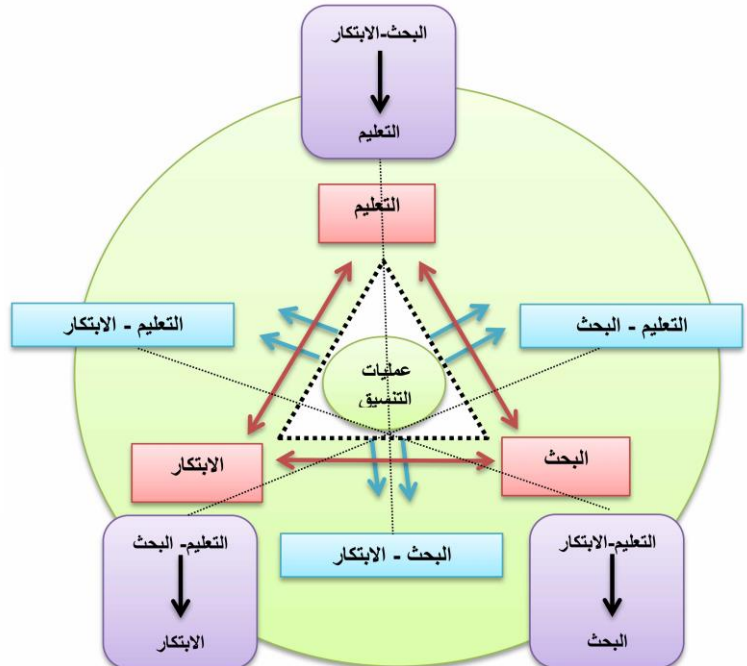 البحث-الابتكار
التعليم
التعليم
التعليم - الابتكار
التعليم - البحث
عمليات
التنسيق
الابتكار
البحث
البحث - الابتكار
التعليم- البحث
الابتكار
التعليم-الابتكار
البحث